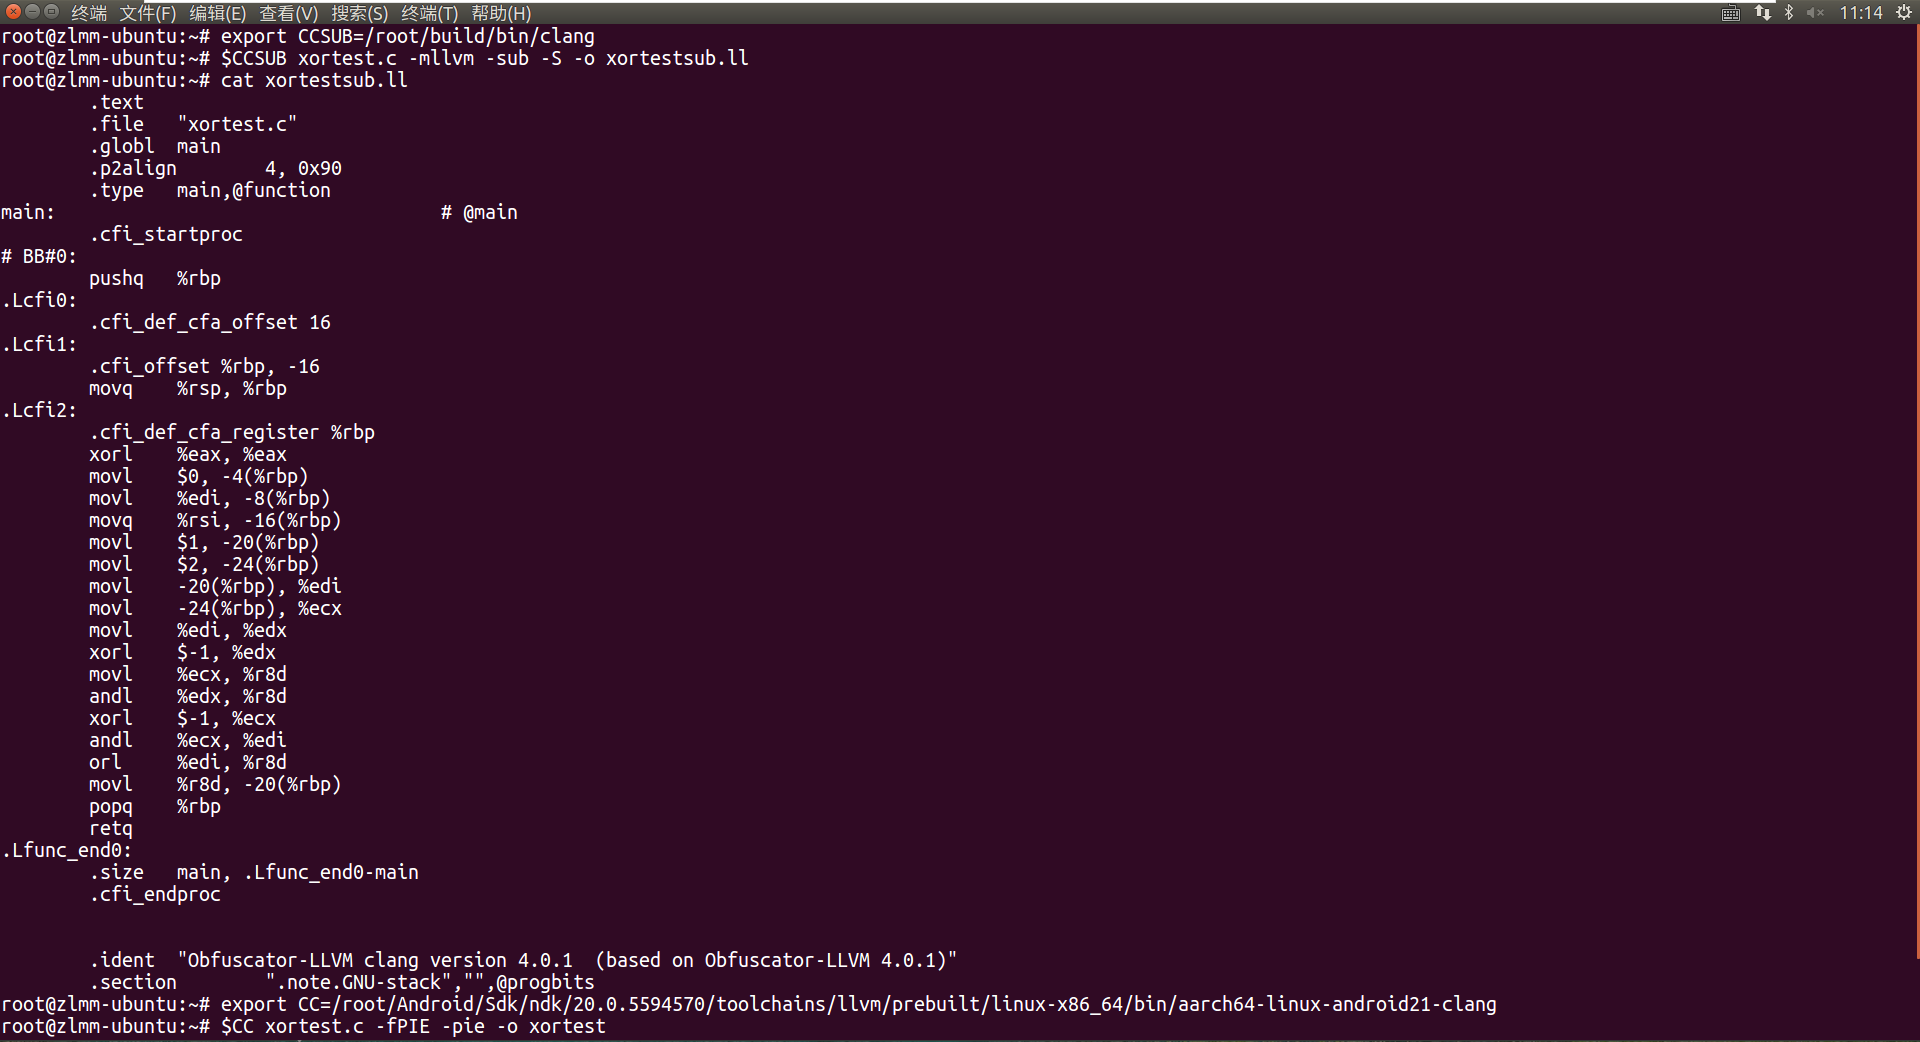 终端 文件(F) 编辑(E) 查看(V) 搜索(S) 终端(T) 帮助(H) 11:14
root@zlmm-ubuntu:~# export CCSUB=/root/build/bin/clang
root@zlmm-ubuntu:~# $CCSUB xortest.c -mllvm -sub -S -o xortestsub.ll
root@zlmm-ubuntu:~# cat xortestsub.ll
        .text
        .file   "xortest.c"
        .globl  main
        .p2align        4, 0x90
        .type   main,@function
main:                                   # @main
        .cfi_startproc
# BB#0:
        pushq   %rbp
.Lcfi0:
        .cfi_def_cfa_offset 16
.Lcfi1:
        .cfi_offset %rbp, -16
        movq    %rsp, %rbp
.Lcfi2:
        .cfi_def_cfa_register %rbp
        xorl    %eax, %eax
        movl    $0, -4(%rbp)
        movl    %edi, -8(%rbp)
        movq    %rsi, -16(%rbp)
        movl    $1, -20(%rbp)
        movl    $2, -24(%rbp)
        movl    -20(%rbp), %edi
        movl    -24(%rbp), %ecx
        movl    %edi, %edx
        xorl    $-1, %edx
        movl    %ecx, %r8d
        andl    %edx, %r8d
        xorl    $-1, %ecx
        andl    %ecx, %edi
        orl     %edi, %r8d
        movl    %r8d, -20(%rbp)
        popq    %rbp
        retq
.Lfunc_end0:
        .size   main, .Lfunc_end0-main
        .cfi_endproc
        .ident  "Obfuscator-LLVM clang version 4.0.1  (based on Obfuscator-LLVM 4.0.1)"
        .section        ".note.GNU-stack","",@progbits
root@zlmm-ubuntu:~# export CC=/root/Android/Sdk/ndk/20.0.5594570/toolchains/llvm/prebuilt/linux-x86_64/bin/aarch64-linux-android21-clang
root@zlmm-ubuntu:~# $CC xortest.c -fPIE -pie -o xortest